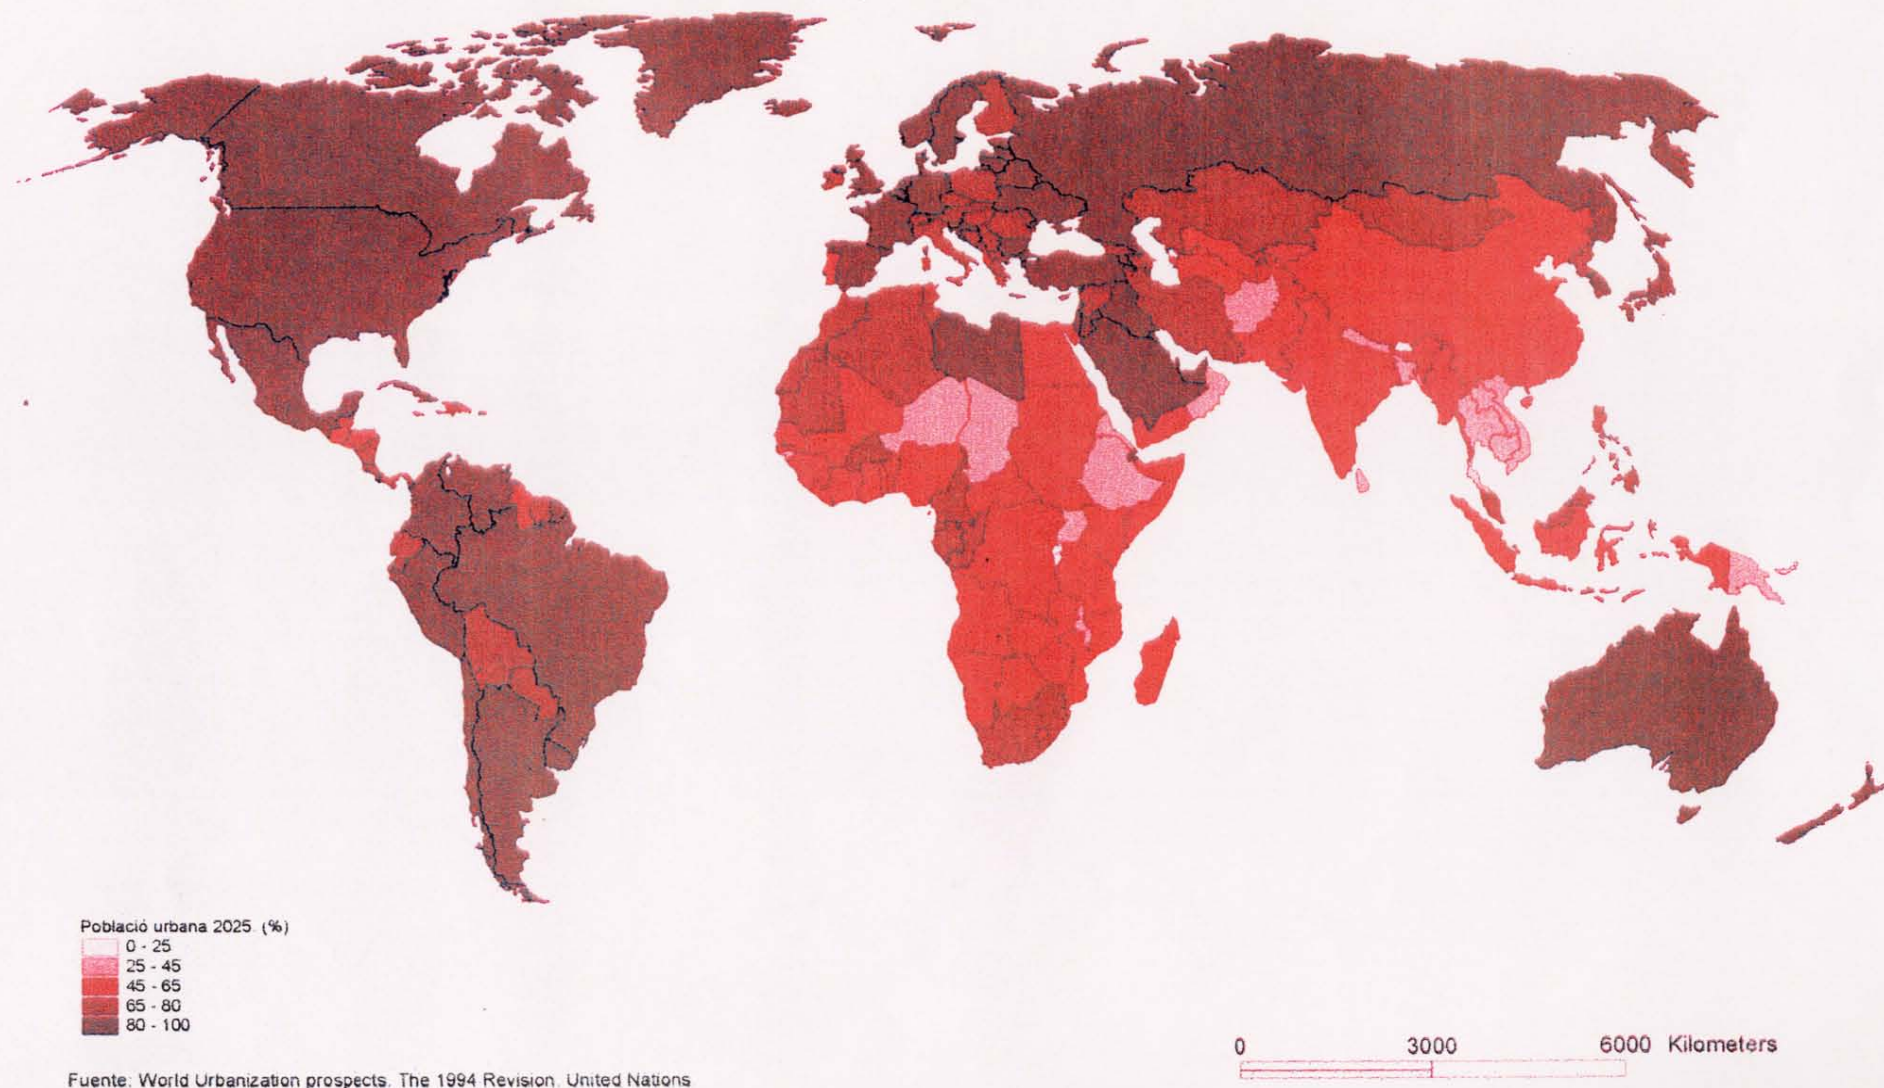 Població urbana 2025. (%)
0 - 25
25 - 45
45 - 65
65 - 80
80 - 100
0 3000 6000 Kilometers
Fuente: World Urbanization prospects. The 1994 Revision. United Nations